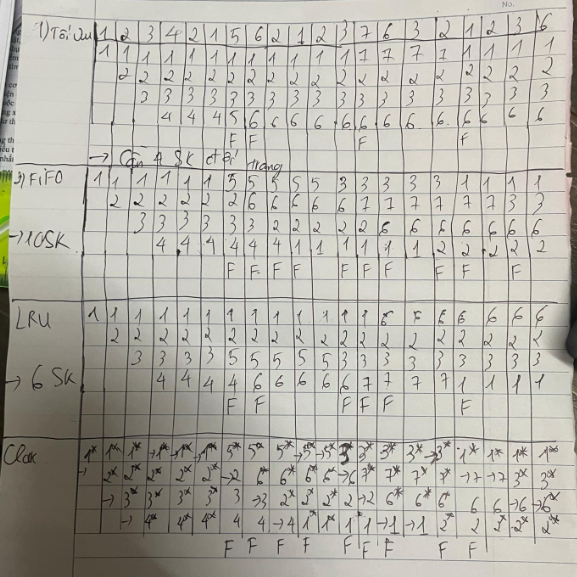 1) Tối ưu 1 2 3 4 2 1 5 6 2 1 2 3 7 6 3 2 1 2 3 6
1 1 1 1 1 1 1 1 1 1 1 1 7 7 7 7 1 1 1 1
2 2 2 2 2 2 2 2 2 2 2 2 2 2 2 2 2 2 2
3 3 3 3 3 3 3 3 3 3 3 3 3 3 3 3 3 3
4 4 4 5 6 6 6 6 6 6 6 6 6 6 6 6 6
F F F F
→ Cần 4 SK đổi trang
3) FIFO 1 1 1 1 1 1 5 5 5 5 5 3 3 3 3 3 1 1 1 1
2 2 2 2 2 2 6 6 6 6 6 7 7 7 7 7 7 3 3
→ 10SK 3 3 3 3 3 3 2 2 2 2 2 6 6 6 6 6 6 6
4 4 4 4 4 4 1 1 1 1 1 1 2 2 2 2 2
F F F F F F F F F F
LRU 1 1 1 1 1 1 1 1 1 1 1 1 1 6 6 6 6 6 6 6
2 2 2 2 2 2 2 2 2 2 2 2 2 2 2 2 2 2 2
3 3 3 3 5 5 5 5 5 3 3 3 3 3 3 3 3 3
→ 6 SK 4 4 4 4 4 6 6 6 6 6 7 7 7 7 1 1 1 1
F F F F F F
1* 1* 1* →1* →1* →1* 5* 5* 5* →5* →5* 3* 3* 3* 3* →3* 1* 1* 1* 1*
→ 2* 2* 2* 2* 2* →2 6* 6* 6* 6* →6 7* 7* 7* 7* →7 →7 3* 3*
→ 3* 3* 3* 3* 3 →3 2* 2* 2* 2 →2 6* 6* 6* 6 6 →6 →6*
→ 4* 4* 4* 4 4 →4 1* 1* 1* 1 →1 →1 2* 2 2* 2* 2*
F F F F F F F F F